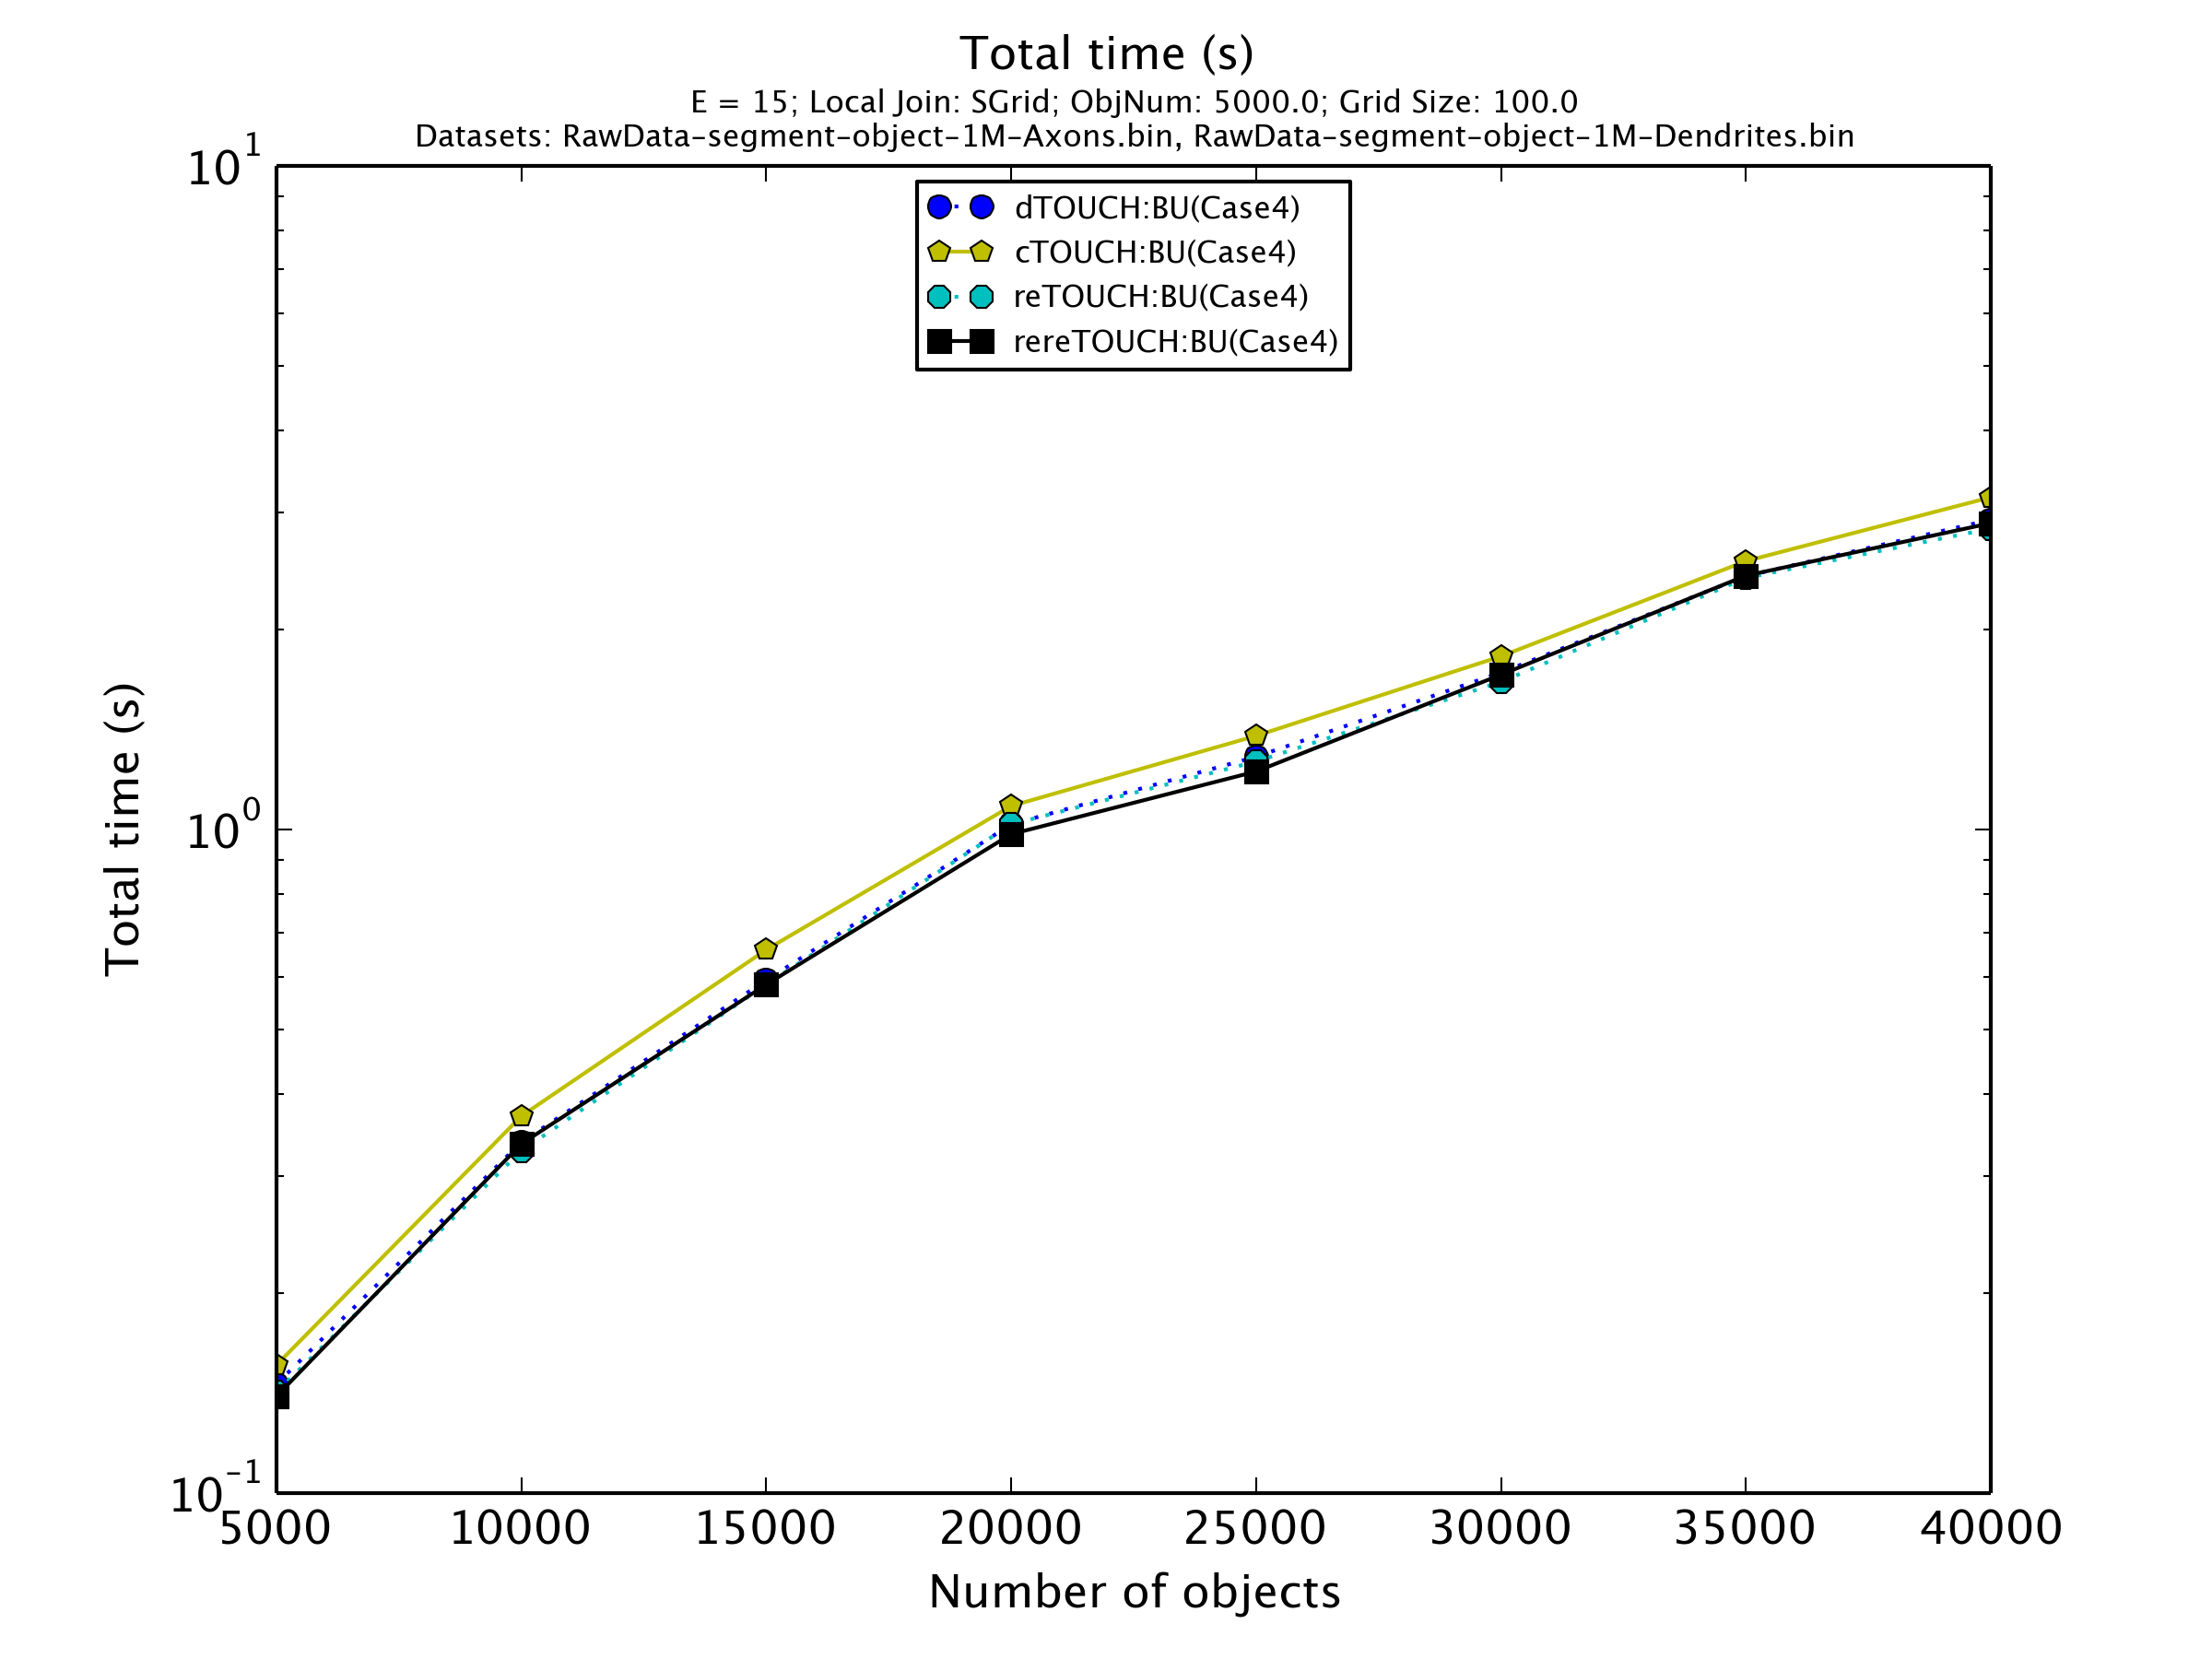 Total time (s)
E = 15; Local Join: SGrid; ObjNum: 5000.0; Grid Size: 100.0
Datasets: RawData-segment-object-1M-Axons.bin, RawData-segment-object-1M-Dendrites.bin
10^1
dTOUCH:BU(Case4)
cTOUCH:BU(Case4)
reTOUCH:BU(Case4)
rereTOUCH:BU(Case4)
Total time (s)
10^0
10^-1
5000 10000 15000 20000 25000 30000 35000 40000
Number of objects